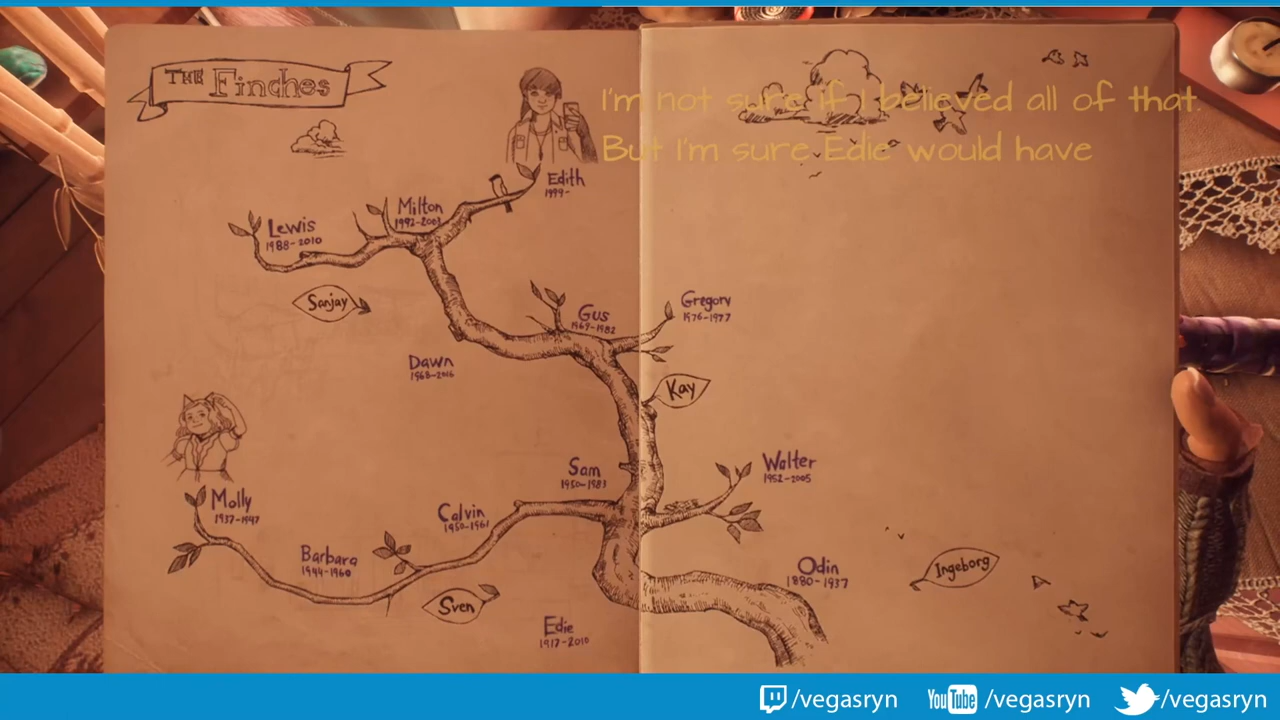 THE Finches
I'm not sure if I believed all of that.
But I'm sure Edie would have
Edith
1999-
Milton
1992-2003
Lewis
1988-2010
Sanjay
Gus
1969-1982
Gregory
1976-1977
Dawn
1968-2016
Kay
Sam
1950-1983
Walter
1952-2005
Molly
1937-1947
Calvin
1950-1961
Barbara
1944-1960
Sven
Odin
1880-1937
Ingeborg
Edie
1917-2010
/vegasryn
YouTube /vegasryn
/vegasryn